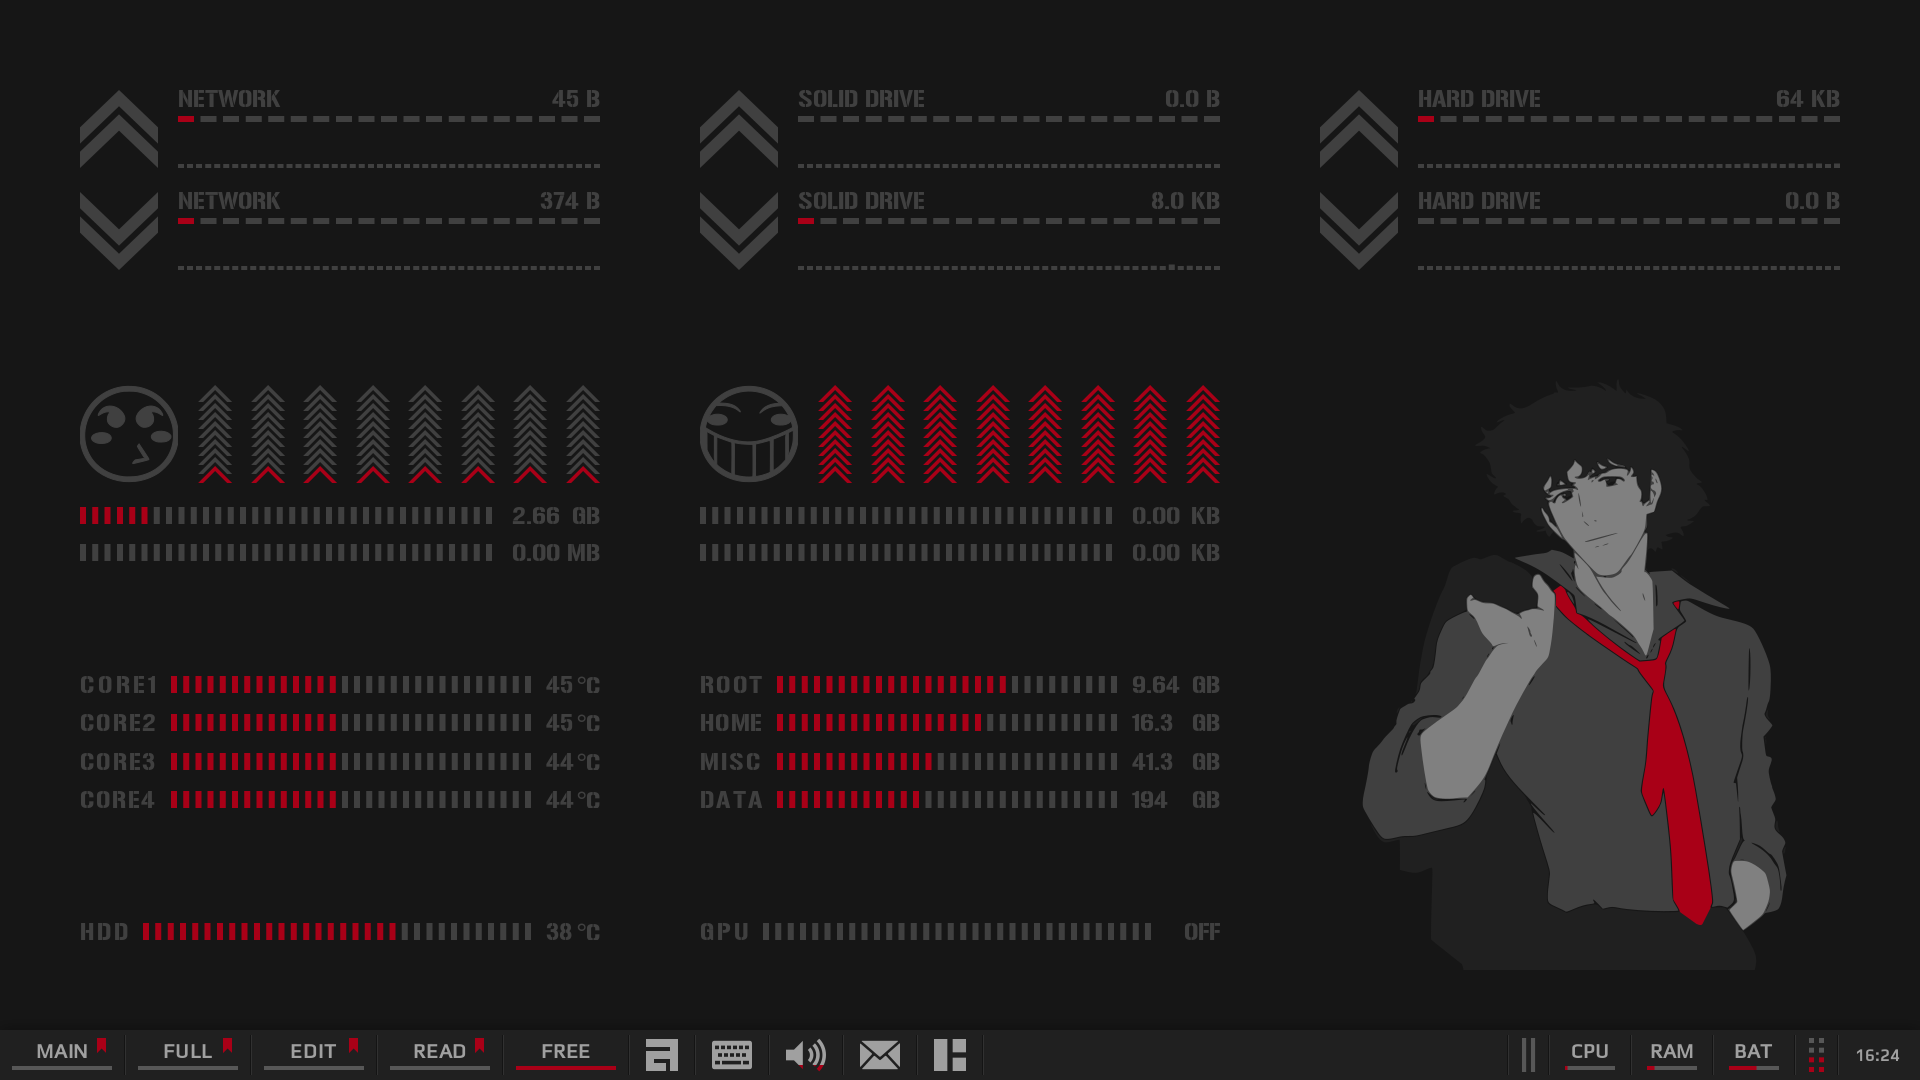 NETWORK 45 B
SOLID DRIVE 0.0 B
HARD DRIVE 64 KB
NETWORK 374 B
SOLID DRIVE 8.0 KB
HARD DRIVE 0.0 B
2.66 GB
0.00 KB
0.00 MB
0.00 KB
CORE1 45 °C
CORE2 45 °C
CORE3 44 °C
CORE4 44 °C
ROOT 9.64 GB
HOME 16.3 GB
MISC 41.3 GB
DATA 194 GB
HDD 38 °C
GPU OFF
MAIN FULL EDIT READ FREE CPU RAM BAT 16:24